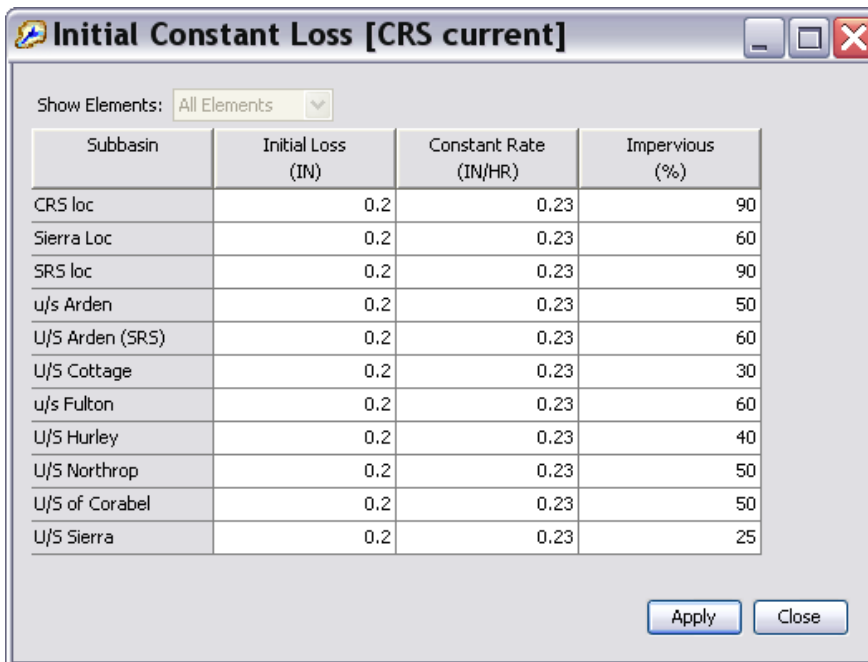 Initial Constant Loss [CRS current]
Show Elements: All Elements
Subbasin Initial Loss (IN) Constant Rate (IN/HR) Impervious (%)
CRS loc 0.2 0.23 90
Sierra Loc 0.2 0.23 60
SRS loc 0.2 0.23 90
u/s Arden 0.2 0.23 50
U/S Arden (SRS) 0.2 0.23 60
U/S Cottage 0.2 0.23 30
u/s Fulton 0.2 0.23 60
U/S Hurley 0.2 0.23 40
U/S Northrop 0.2 0.23 50
U/S of Corabel 0.2 0.23 50
U/S Sierra 0.2 0.23 25
Apply Close